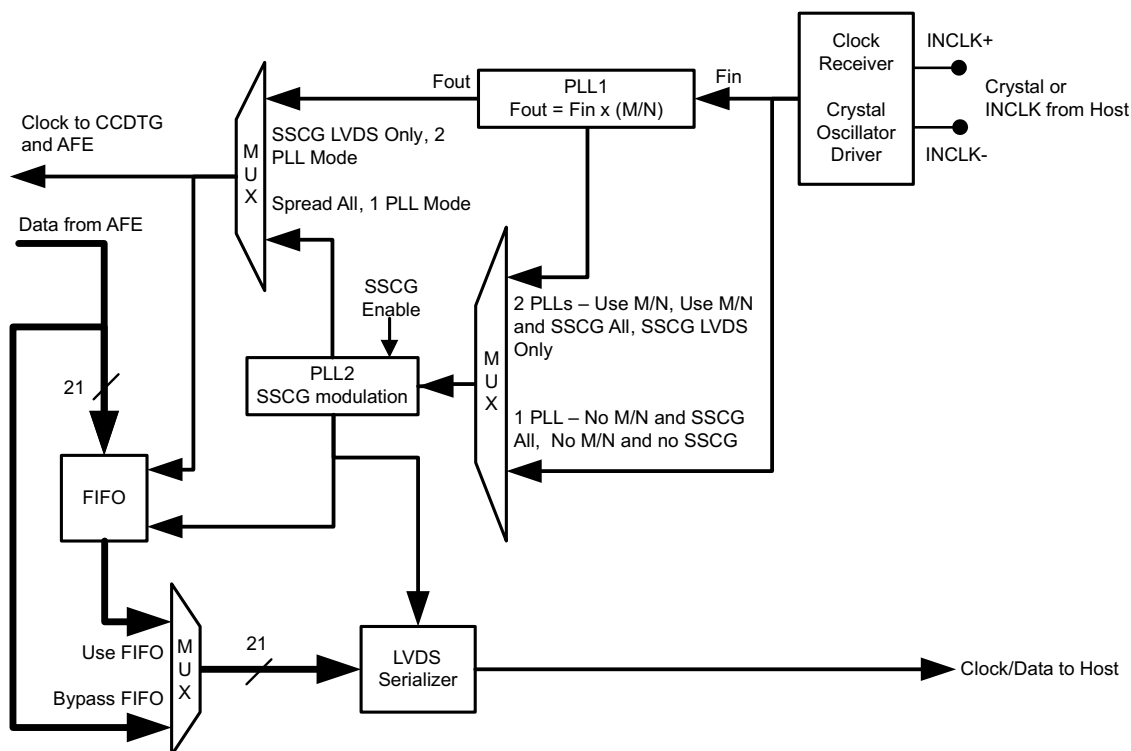 Clock
Receiver
Crystal
Oscillator
Driver
INCLK+
Crystal or
INCLK from Host
INCLK-
Fin
PLL1
Fout = Fin x (M/N)
Fout
Clock to CCDTG
and AFE
MUX
SSCG LVDS Only, 2
PLL Mode
Spread All, 1 PLL Mode
Data from AFE
SSCG
Enable
2 PLLs – Use M/N, Use M/N
and SSCG All, SSCG LVDS
Only
MUX
PLL2
SSCG modulation
1 PLL – No M/N and SSCG
All, No M/N and no SSCG
21
FIFO
Use FIFO
MUX
Bypass FIFO
21
LVDS
Serializer
Clock/Data to Host